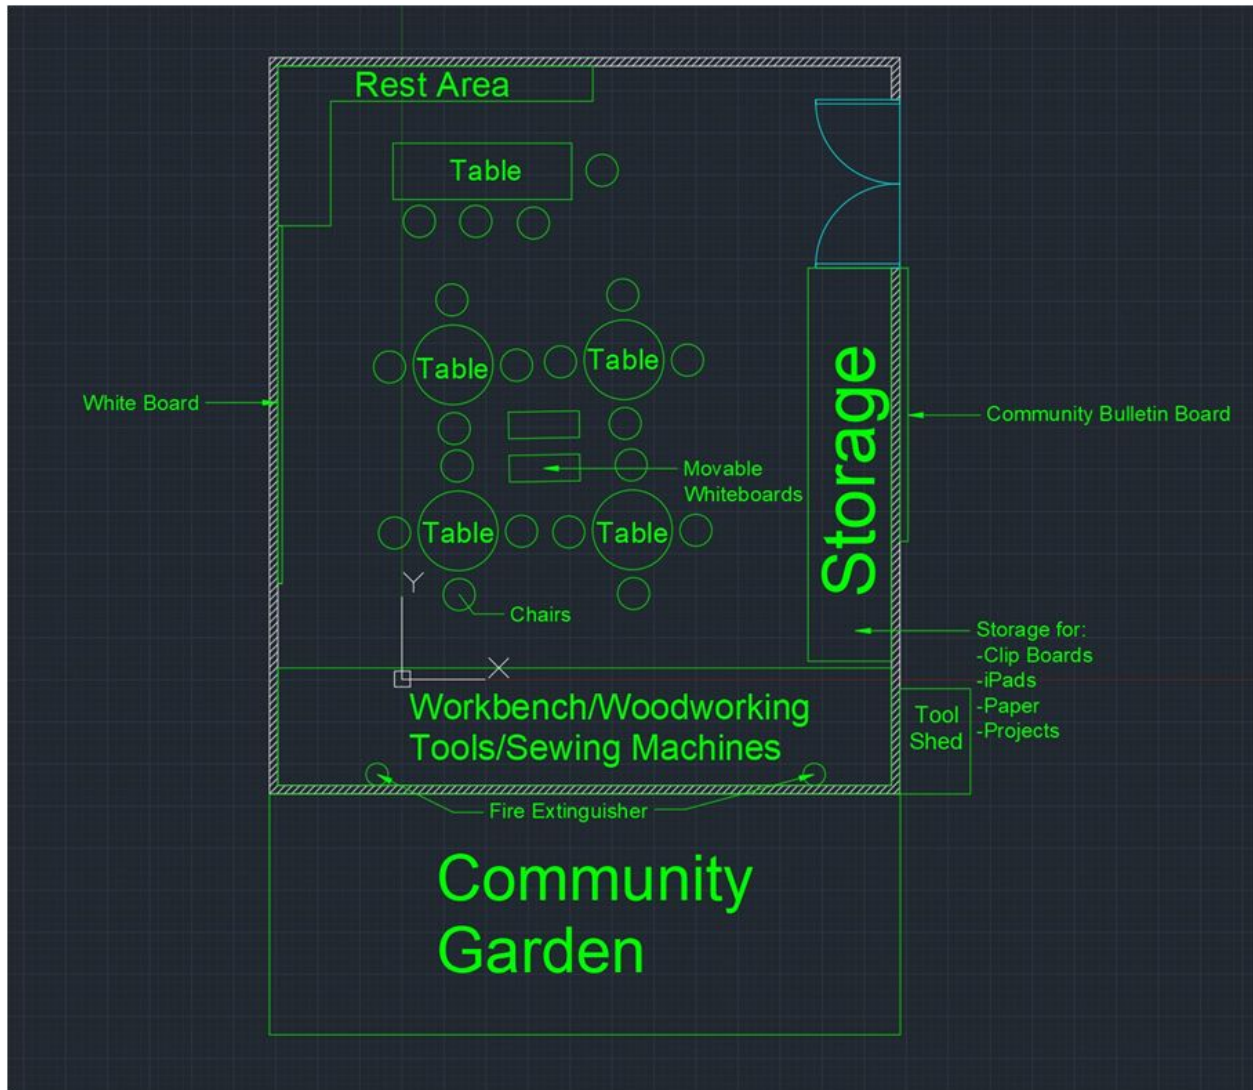 Rest Area
Table
Table
Table
White Board
Community Bulletin Board
Storage
Movable
Whiteboards
Table
Table
Y
Chairs
Storage for:
-Clip Boards
-iPads
-Paper
-Projects
X
Workbench/Woodworking
Tools/Sewing Machines
Tool
Shed
Fire Extinguisher
Community
Garden